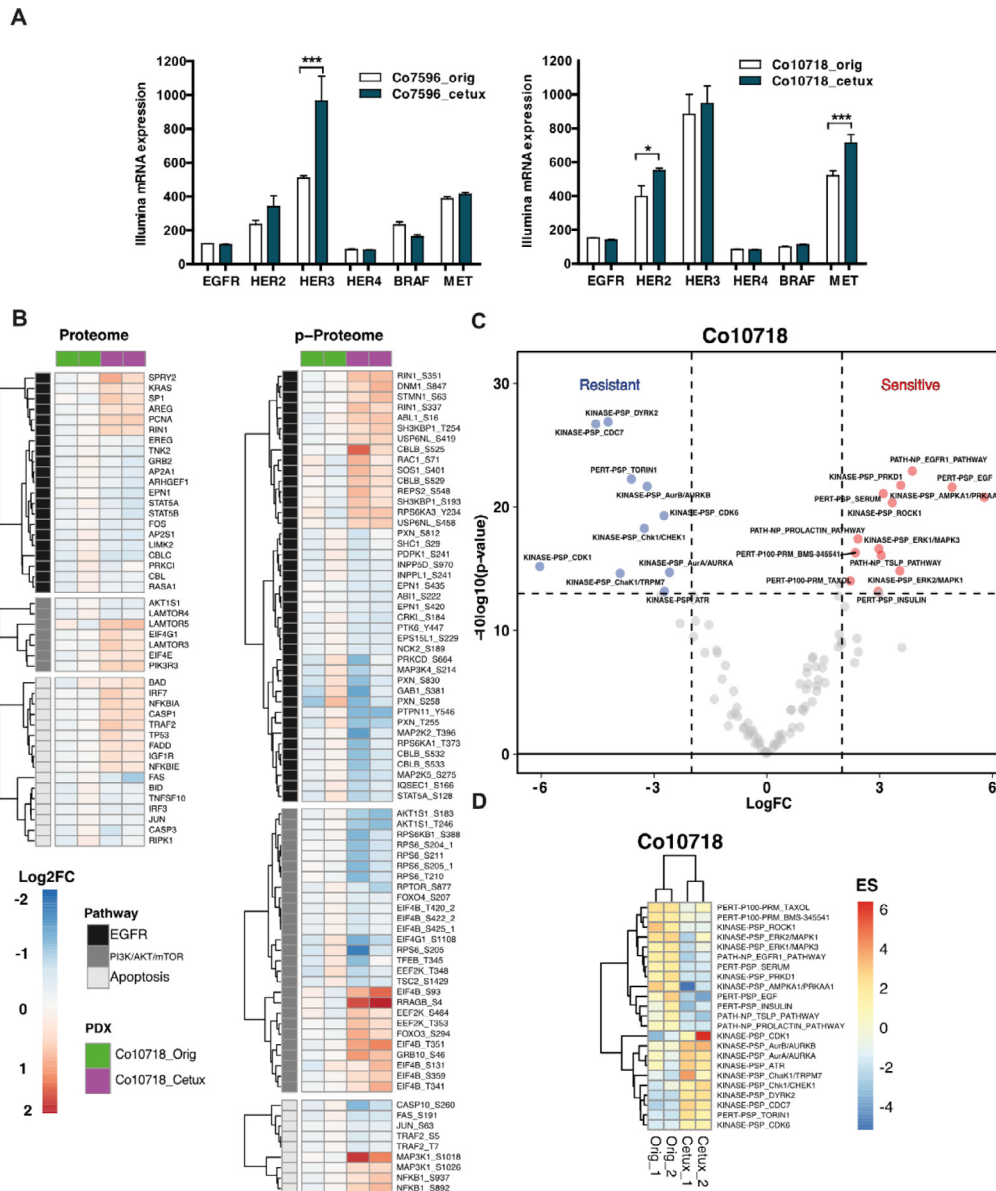 A
Co7596_orig
Co7596_cetux
***
Illumina mRNA expression
1200
1000
800
600
400
200
0
EGFR HER2 HER3 HER4 BRAF MET
Co10718_orig
Co10718_cetux
* ***
Illumina mRNA expression
1200
1000
800
600
400
200
0
EGFR HER2 HER3 HER4 BRAF MET
B
Proteome
SPRY2
KRAS
SP1
AREG
PCNA
RIN1
EREG
TNK2
GRB2
AP2A1
ARHGEF1
EPN1
STAT5A
STAT5B
FOS
AP2S1
LIMK2
CBLC
PRKCI
CBL
RASA1
AKT1S1
LAMTOR4
LAMTOR5
EIF4G1
LAMTOR3
EIF4E
PIK3R3
BAD
IRF7
NFKBIA
CASP1
TRAF2
TP53
FADD
IGF1R
NFKBIE
FAS
BID
TNFSF10
IRF3
JUN
CASP3
RIPK1
Log2FC
-2
-1
0
1
2
Pathway
EGFR
PI3K/AKT/mTOR
Apoptosis
PDX
Co10718_Orig
Co10718_Cetux
p-Proteome
RIN1_S351
DNM1_S847
STMN1_S63
RIN1_S337
ABL1_S16
SH3KBP1_T254
USP6NL_S419
CBLB_S525
RAC1_S71
SOS1_S401
CBLB_S529
REPS2_S548
SH3KBP1_S193
RPS6KA3_Y234
USP6NL_S458
PXN_S812
SHC1_S29
PDPK1_S241
INPP5D_S970
INPPL1_S241
EPN1_S435
ABI1_S222
EPN1_S420
CRKL_S184
PTK6_Y447
EPS15L1_S229
NCK2_S189
PRKCD_S664
MAP3K4_S214
PXN_S830
GAB1_S381
PXN_S258
PTPN11_Y546
PXN_T255
MAP2K2_T396
RPS6KA1_T373
CBLB_S532
CBLB_S533
MAP2K5_S275
IQSEC1_S166
STAT5A_S128
AKT1S1_S183
AKT1S1_T246
RPS6KB1_S388
RPS6_S204_1
RPS6_S211
RPS6_S205_1
RPS6_T210
RPTOR_S877
FOXO4_S207
EIF4B_T420_2
EIF4B_S422_2
EIF4B_S425_1
EIF4G1_S1108
RPS6_S205
TFEB_T345
EEF2K_T348
TSC2_S1429
EIF4B_S93
RRAGB_S4
EEF2K_S464
EEF2K_T353
FOXO3_S294
EIF4B_T351
GRB10_S46
EIF4B_S131
EIF4B_S359
EIF4B_T341
CASP10_S260
FAS_S191
JUN_S63
TRAF2_S5
TRAF2_T7
MAP3K1_S1018
MAP3K1_S1026
NFKB1_S937
NFKB1_S892
C
Co10718
Resistant Sensitive
KINASE-PSP_DYRK2
KINASE-PSP_CDC7
PERT-PSP_TORIN1
KINASE-PSP_AurB/AURKB
KINASE-PSP_CDK6
KINASE-PSP_Chk1/CHEK1
KINASE-PSP_CDK1
KINASE-PSP_AurA/AURKA
KINASE-PSP_ChaK1/TRPM7
KINASE-PSP_ATR
PATH-NP_EGFR1_PATHWAY
KINASE-PSP_PRKD1
PERT-PSP_EGF
PERT-PSP_SERUM
KINASE-PSP_AMPKA1/PRKAA
KINASE-PSP_ROCK1
PATH-NP_PROLACTIN_PATHWAY
KINASE-PSP_ERK1/MAPK3
PERT-P100-PRM_BMS-345541
PATH-NP_TSLP_PATHWAY
PERT-P100-PRM_TAXOL
KINASE-PSP_ERK2/MAPK1
PERT-PSP_INSULIN
-10log10(p-value)
30
20
10
0
-6 -3 0 3 6
LogFC
D
Co10718
PERT-P100-PRM_TAXOL
PERT-P100-PRM_BMS-345541
KINASE-PSP_ROCK1
KINASE-PSP_ERK2/MAPK1
KINASE-PSP_ERK1/MAPK3
PATH-NP_EGFR1_PATHWAY
PERT-PSP_SERUM
KINASE-PSP_PRKD1
KINASE-PSP_AMPKA1/PRKAA1
PERT-PSP_EGF
PERT-PSP_INSULIN
PATH-NP_TSLP_PATHWAY
PATH-NP_PROLACTIN_PATHWAY
KINASE-PSP_CDK1
KINASE-PSP_AurB/AURKB
KINASE-PSP_AurA/AURKA
KINASE-PSP_ATR
KINASE-PSP_ChaK1/TRPM7
KINASE-PSP_Chk1/CHEK1
KINASE-PSP_DYRK2
KINASE-PSP_CDC7
PERT-PSP_TORIN1
KINASE-PSP_CDK6
Orig_1
Orig_2
Cetux_1
Cetux_2
ES
6
4
2
0
-2
-4